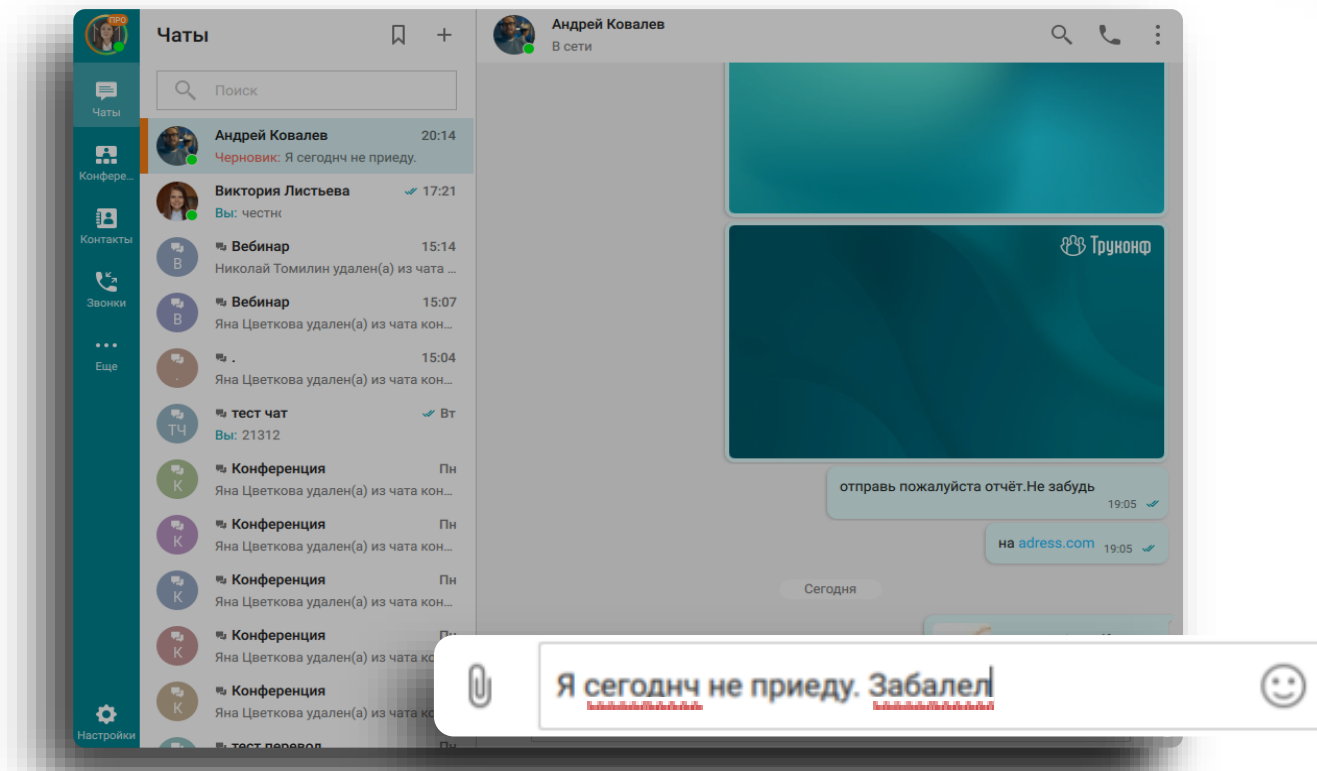 ПРО
Чаты
Конфере...
Контакты
Звонки
Еще
Настройки
Чаты
Поиск
Андрей Ковалев 20:14
Черновик: Я сегоднч не приеду.
Виктория Листьева 17:21
Вы: честно
В
Вебинар 15:14
Николай Томилин удален(а) из чата ...
В
Вебинар 15:07
Яна Цветкова удален(а) из чата кон...
.
. 15:04
Яна Цветкова удален(а) из чата кон...
ТЧ
тест чат Вт
Вы: 21312
К
Конференция Пн
Яна Цветкова удален(а) из чата кон...
К
Конференция Пн
Яна Цветкова удален(а) из чата кон...
К
Конференция Пн
Яна Цветкова удален(а) из чата кон...
К
Конференция Пн
Яна Цветкова удален(а) из чата ко
К
Конференция
Яна Цветкова удален(а) из чата ко
тест перевод Пн
Андрей Ковалев
В сети
Труконф
отправь пожалуйста отчёт.Не забудь
19:05
на adress.com 19:05
Сегодня
Я сегоднч не приеду. Забалел